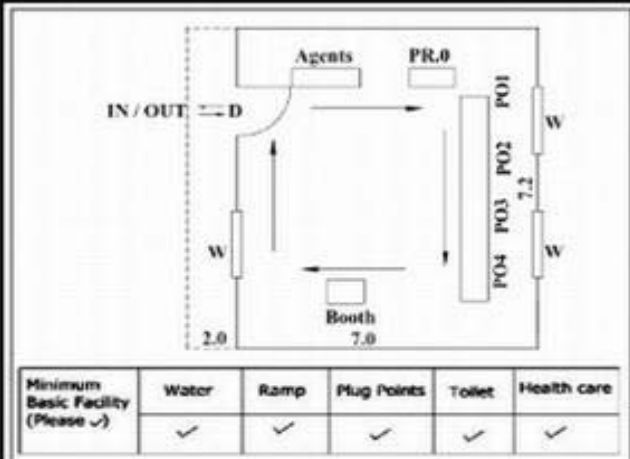 Agents PR.0
IN / OUT D
PO1
W
PO2
7.2
PO3
W W
PO4
Booth
2.0 7.0
Minimum Basic Facility (Please ✓) Water Ramp Plug Points Toilet Health care
✓ ✓ ✓ ✓ ✓